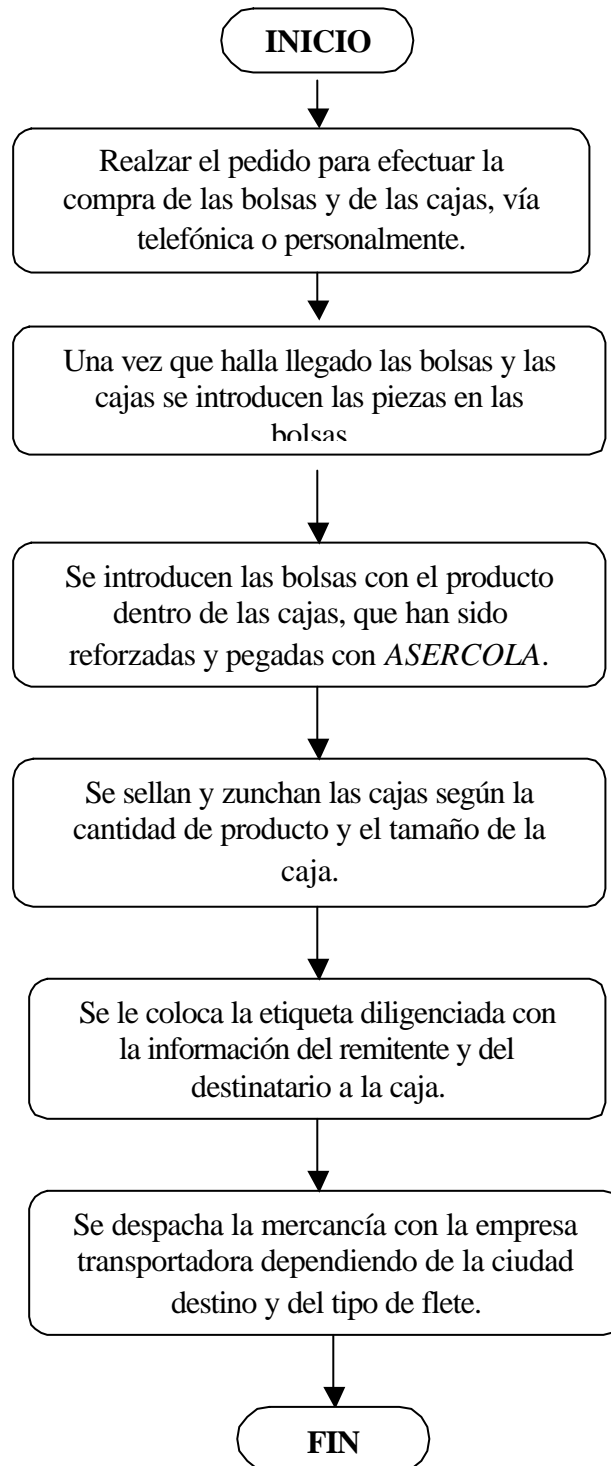 INICIO
Realzar el pedido para efectuar la
compra de las bolsas y de las cajas, vía
telefónica o personalmente.
Una vez que halla llegado las bolsas y las
cajas se introducen las piezas en las
bolsas
Se introducen las bolsas con el producto
dentro de las cajas, que han sido
reforzadas y pegadas con ASERCOLA.
Se sellan y zunchan las cajas según la
cantidad de producto y el tamaño de la
caja.
Se le coloca la etiqueta diligenciada con
la información del remitente y del
destinatario a la caja.
Se despacha la mercancía con la empresa
transportadora dependiendo de la ciudad
destino y del tipo de flete.
FIN